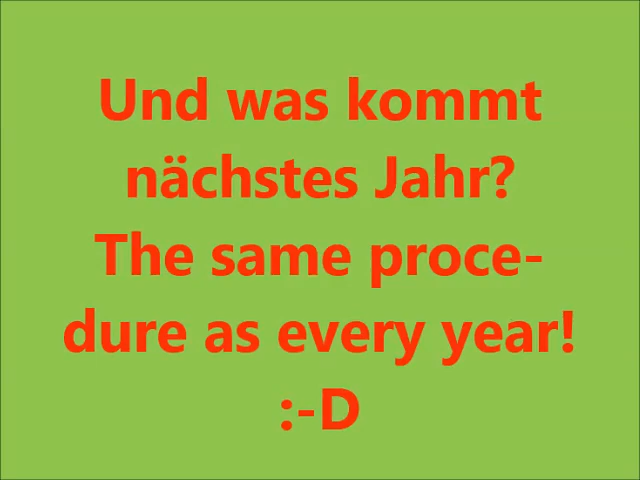 Und was kommt
nächstes Jahr?
The same proce-
dure as every year!
:-D